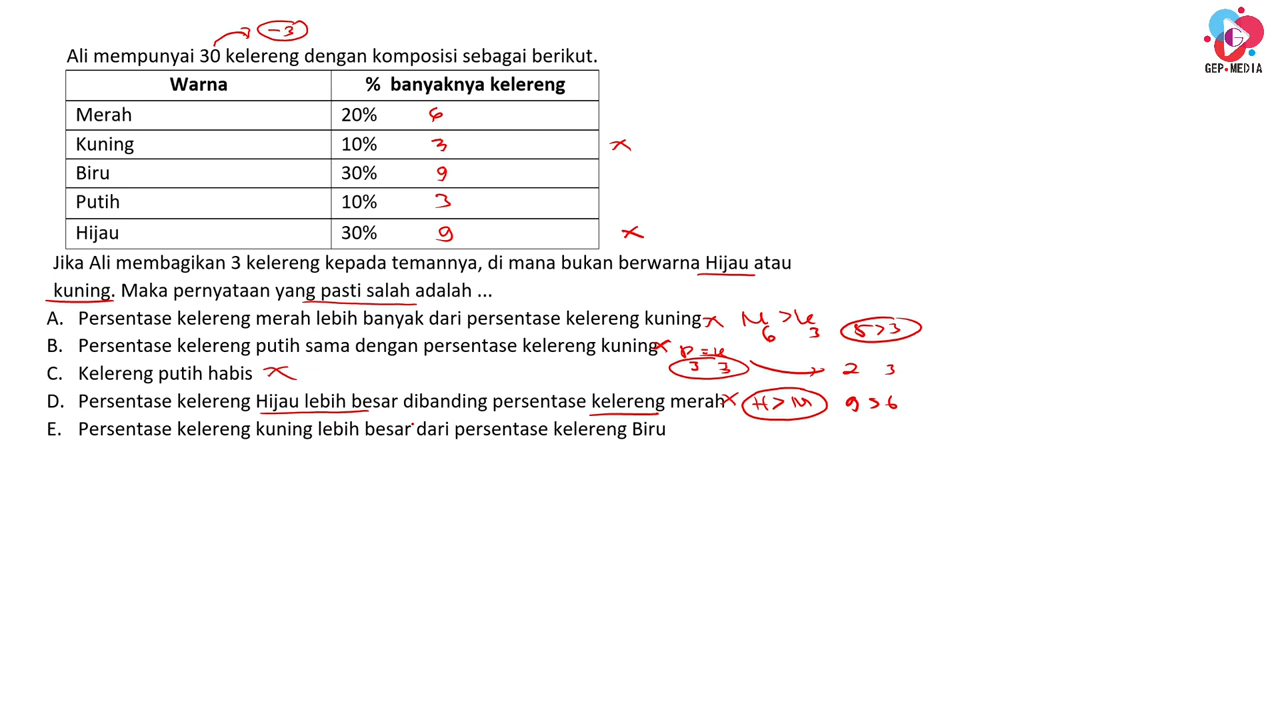 -3
Ali mempunyai 30 kelereng dengan komposisi sebagai berikut.
G
GEP•MEDIA
Warna % banyaknya kelereng
Merah 20% 6
Kuning 10% 3 x
Biru 30% 9
Putih 10% 3
Hijau 30% 9 x
Jika Ali membagikan 3 kelereng kepada temannya, di mana bukan berwarna Hijau atau
kuning. Maka pernyataan yang pasti salah adalah ...
A. Persentase kelereng merah lebih banyak dari persentase kelereng kuning x M > k 5 > 3
6 3
B. Persentase kelereng putih sama dengan persentase kelereng kuning x P = k
3 3 2 3
C. Kelereng putih habis x
D. Persentase kelereng Hijau lebih besar dibanding persentase kelereng merah x H > M 9 > 6
E. Persentase kelereng kuning lebih besar dari persentase kelereng Biru